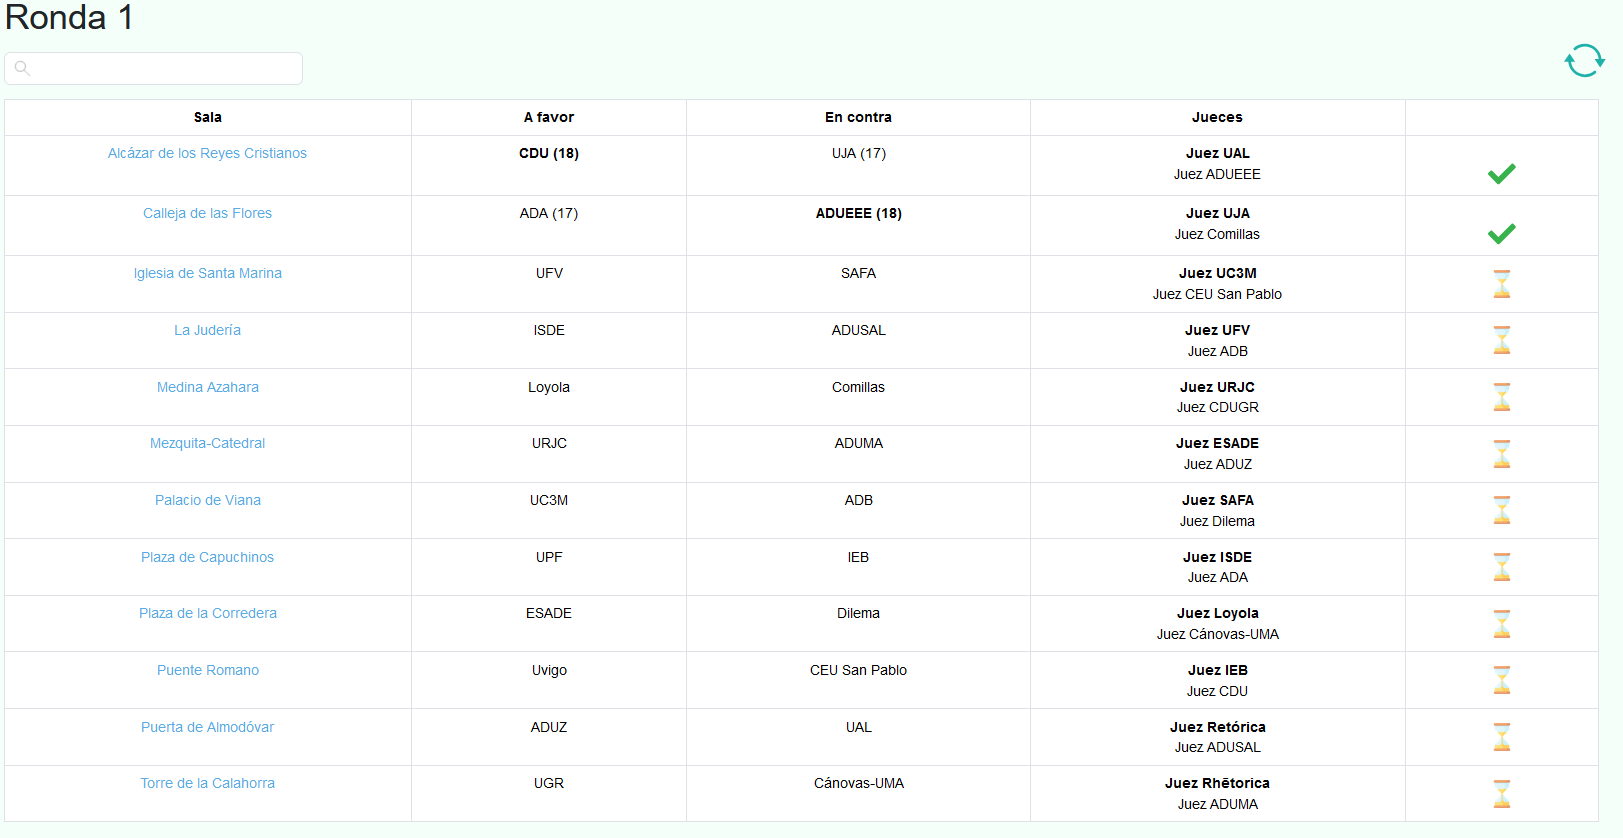 Ronda 1
Sala A favor En contra Jueces
Alcázar de los Reyes Cristianos CDU (18) UJA (17) Juez UAL
Juez ADUEEE
Calleja de las Flores ADA (17) ADUEEE (18) Juez UJA
Juez Comillas
Iglesia de Santa Marina UFV SAFA Juez UC3M
Juez CEU San Pablo
La Judería ISDE ADUSAL Juez UFV
Juez ADB
Medina Azahara Loyola Comillas Juez URJC
Juez CDUGR
Mezquita-Catedral URJC ADUMA Juez ESADE
Juez ADUZ
Palacio de Viana UC3M ADB Juez SAFA
Juez Dilema
Plaza de Capuchinos UPF IEB Juez ISDE
Juez ADA
Plaza de la Corredera ESADE Dilema Juez Loyola
Juez Cánovas-UMA
Puente Romano Uvigo CEU San Pablo Juez IEB
Juez CDU
Puerta de Almodóvar ADUZ UAL Juez Retórica
Juez ADUSAL
Torre de la Calahorra UGR Cánovas-UMA Juez Rhētorica
Juez ADUMA